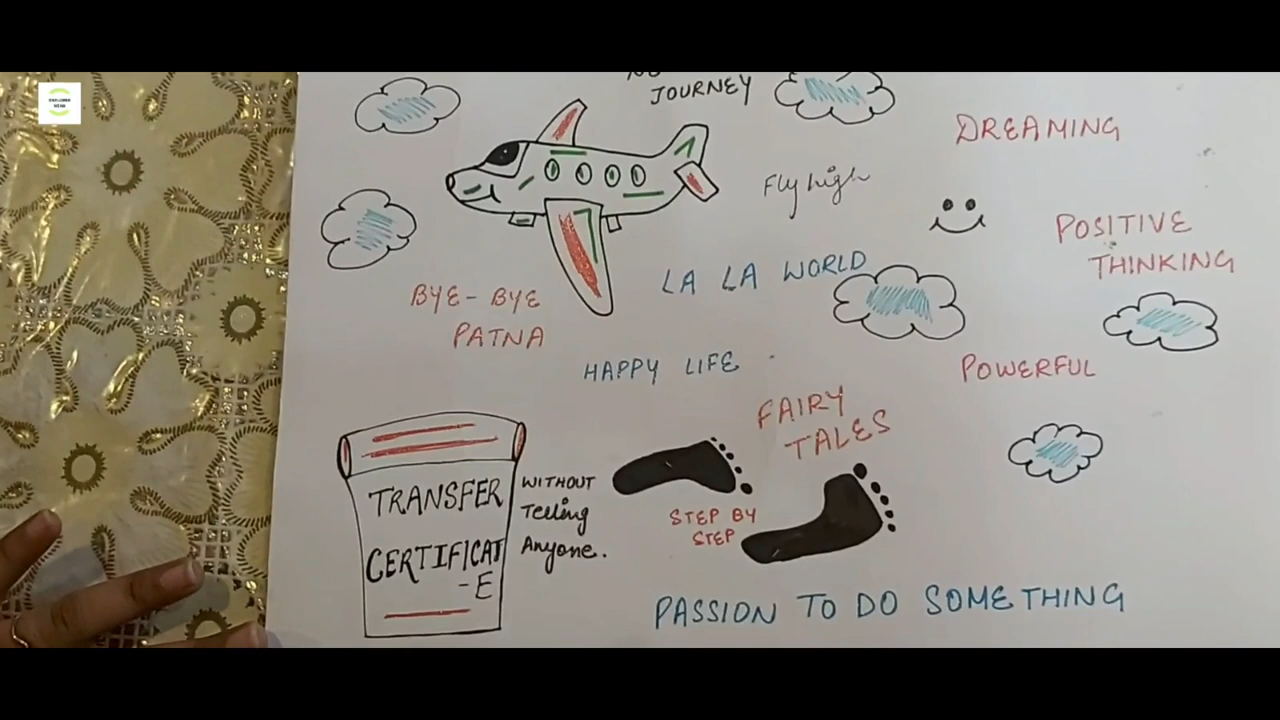 JOURNEY
DREAMING
Fly high
POSITIVE
THINKING
LA LA WORLD
BYE-BYE
PATNA
HAPPY LIFE
POWERFUL
FAIRY
TALES
TRANSFER
CERTIFICAT
-E
WITHOUT
Telling
Anyone.
STEP BY
STEP
PASSION TO DO SOMETHING